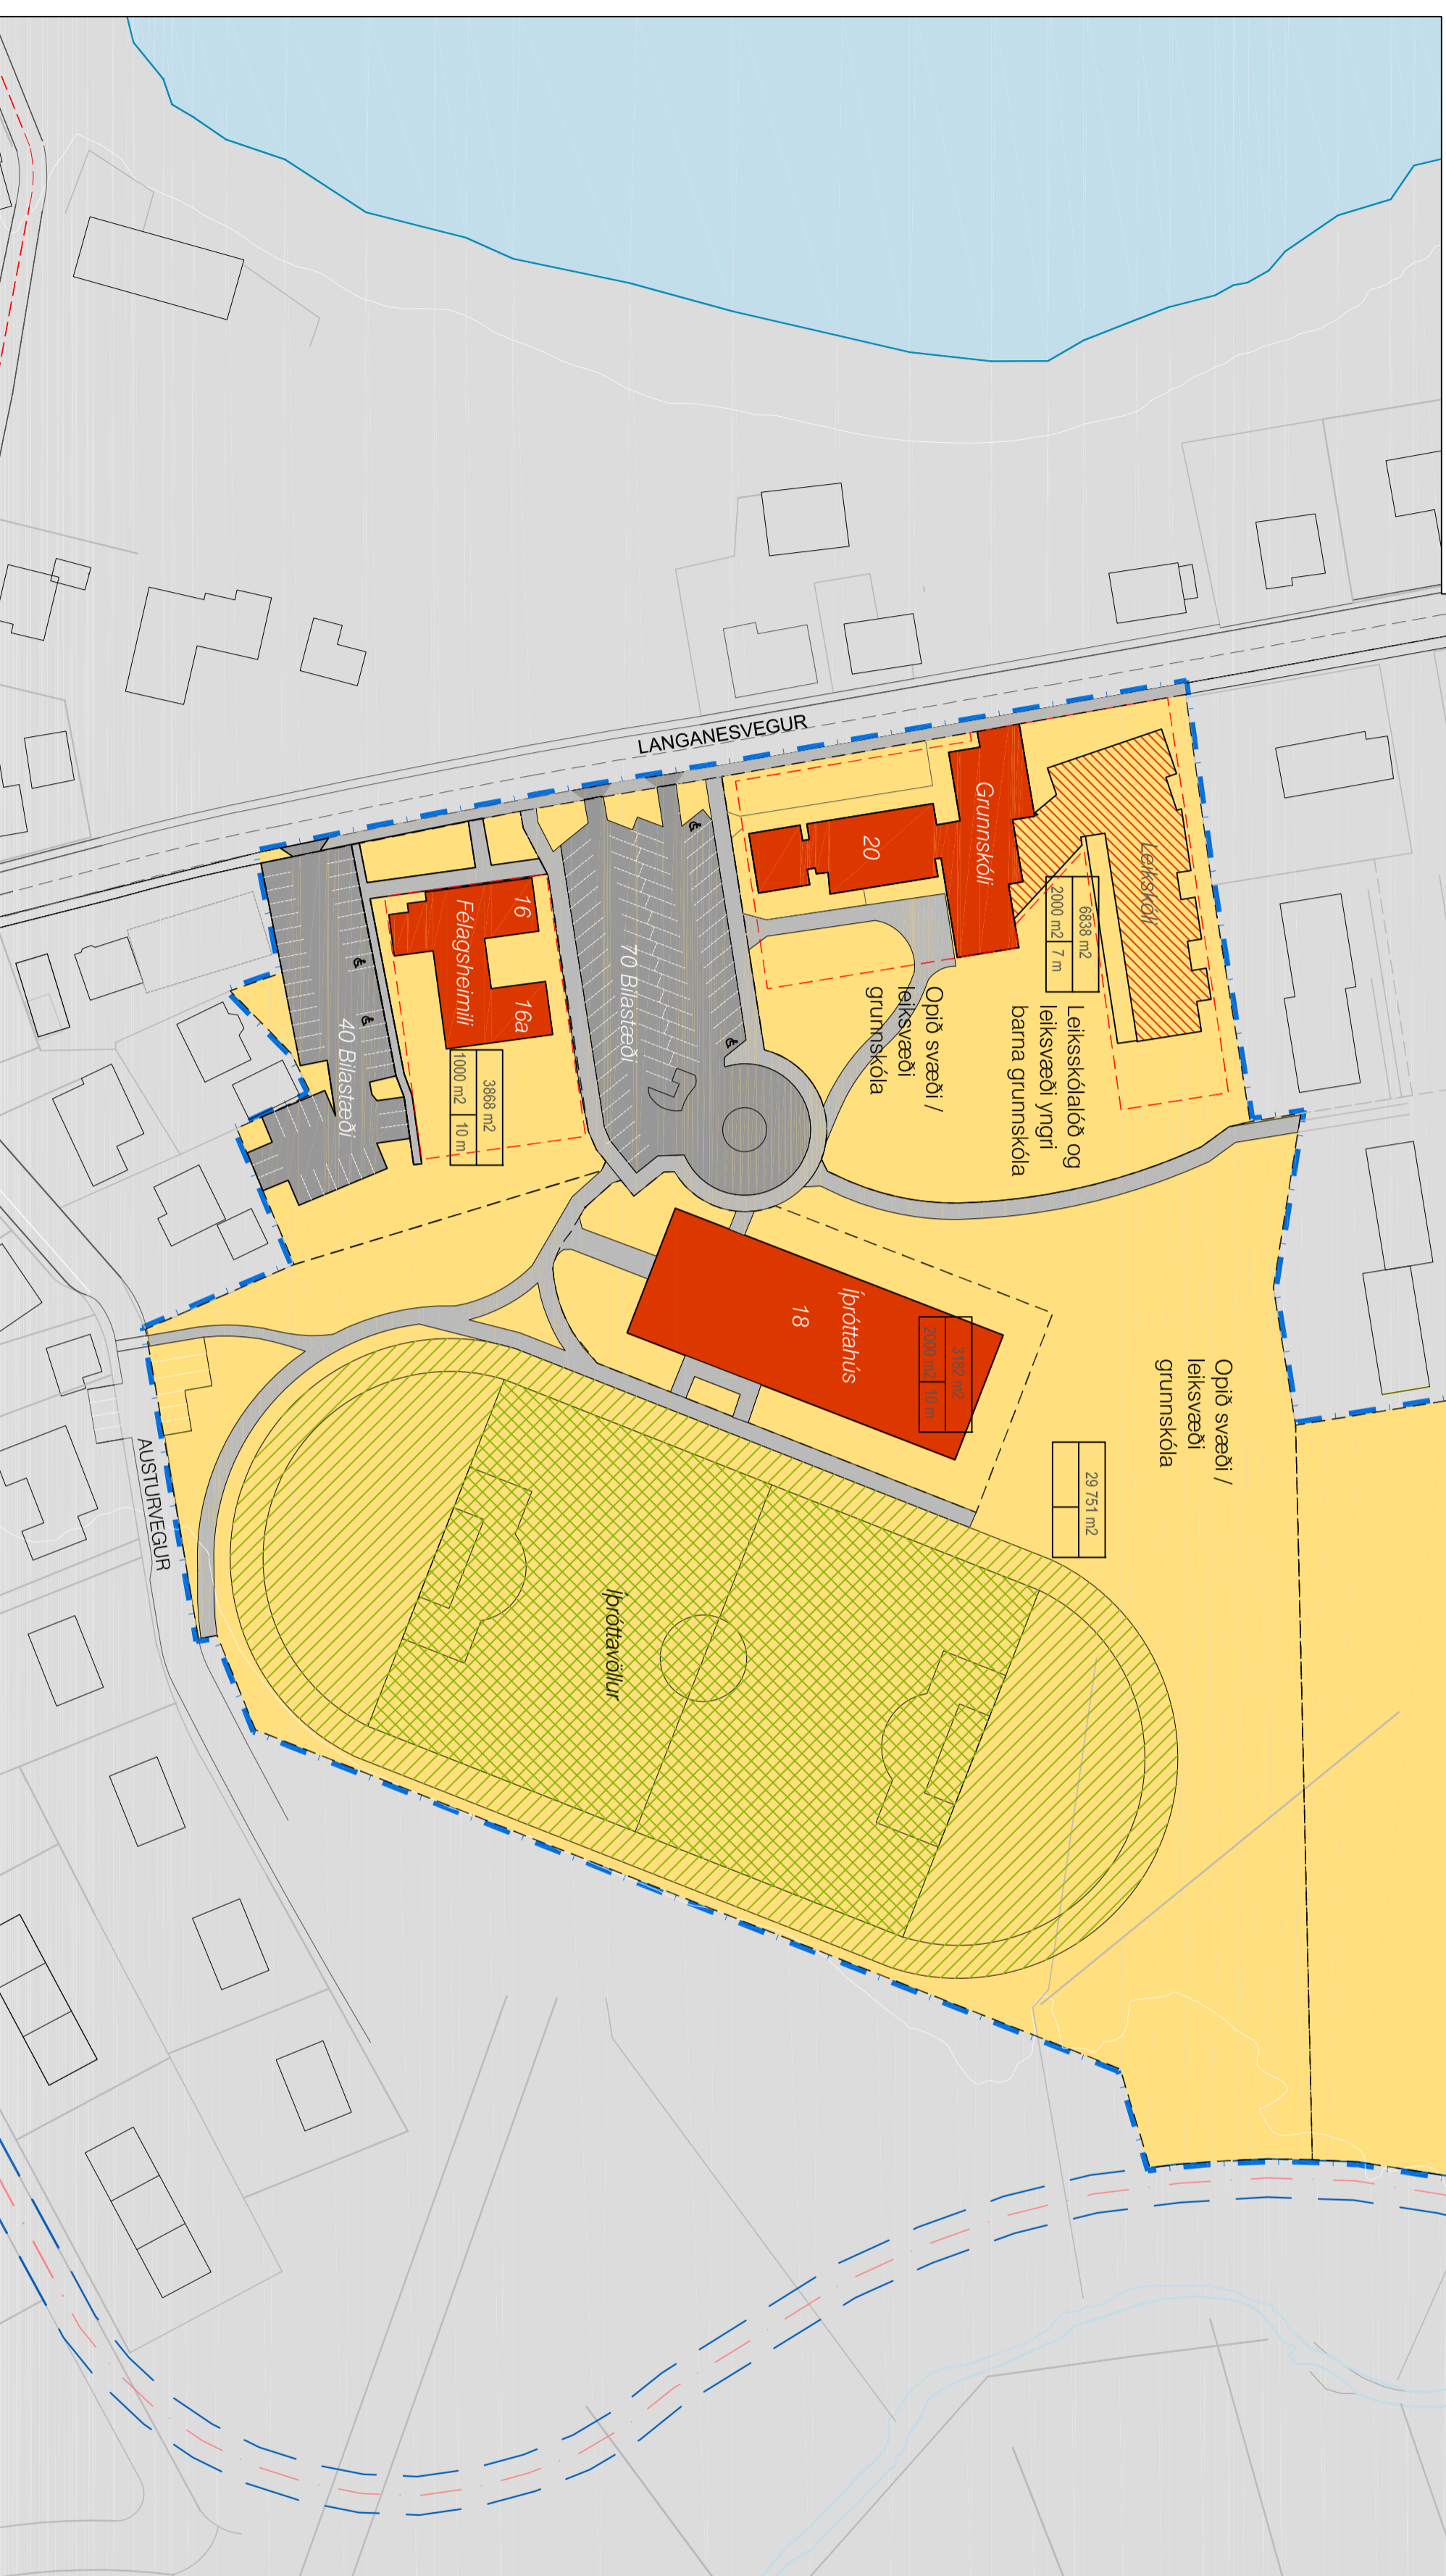 LANGANESVEGUR
Leikskóli
Grunnskóli
20
6838 m2
2000 m2 7 m
Leiksskólalóð og
leiksvæði yngri
barna grunnskóla
Opið svæði /
leiksvæði
grunnskóla
16
Félagsheimili
16a
70 Bílastæði
40 Bílastæði
3868 m2
1000 m2 10 m
Íþróttahús
18
3182 m2
2000 m2 10 m
Opið svæði /
leiksvæði
grunnskóla
29 751 m2
Íþróttavöllur
AUSTURVEGUR